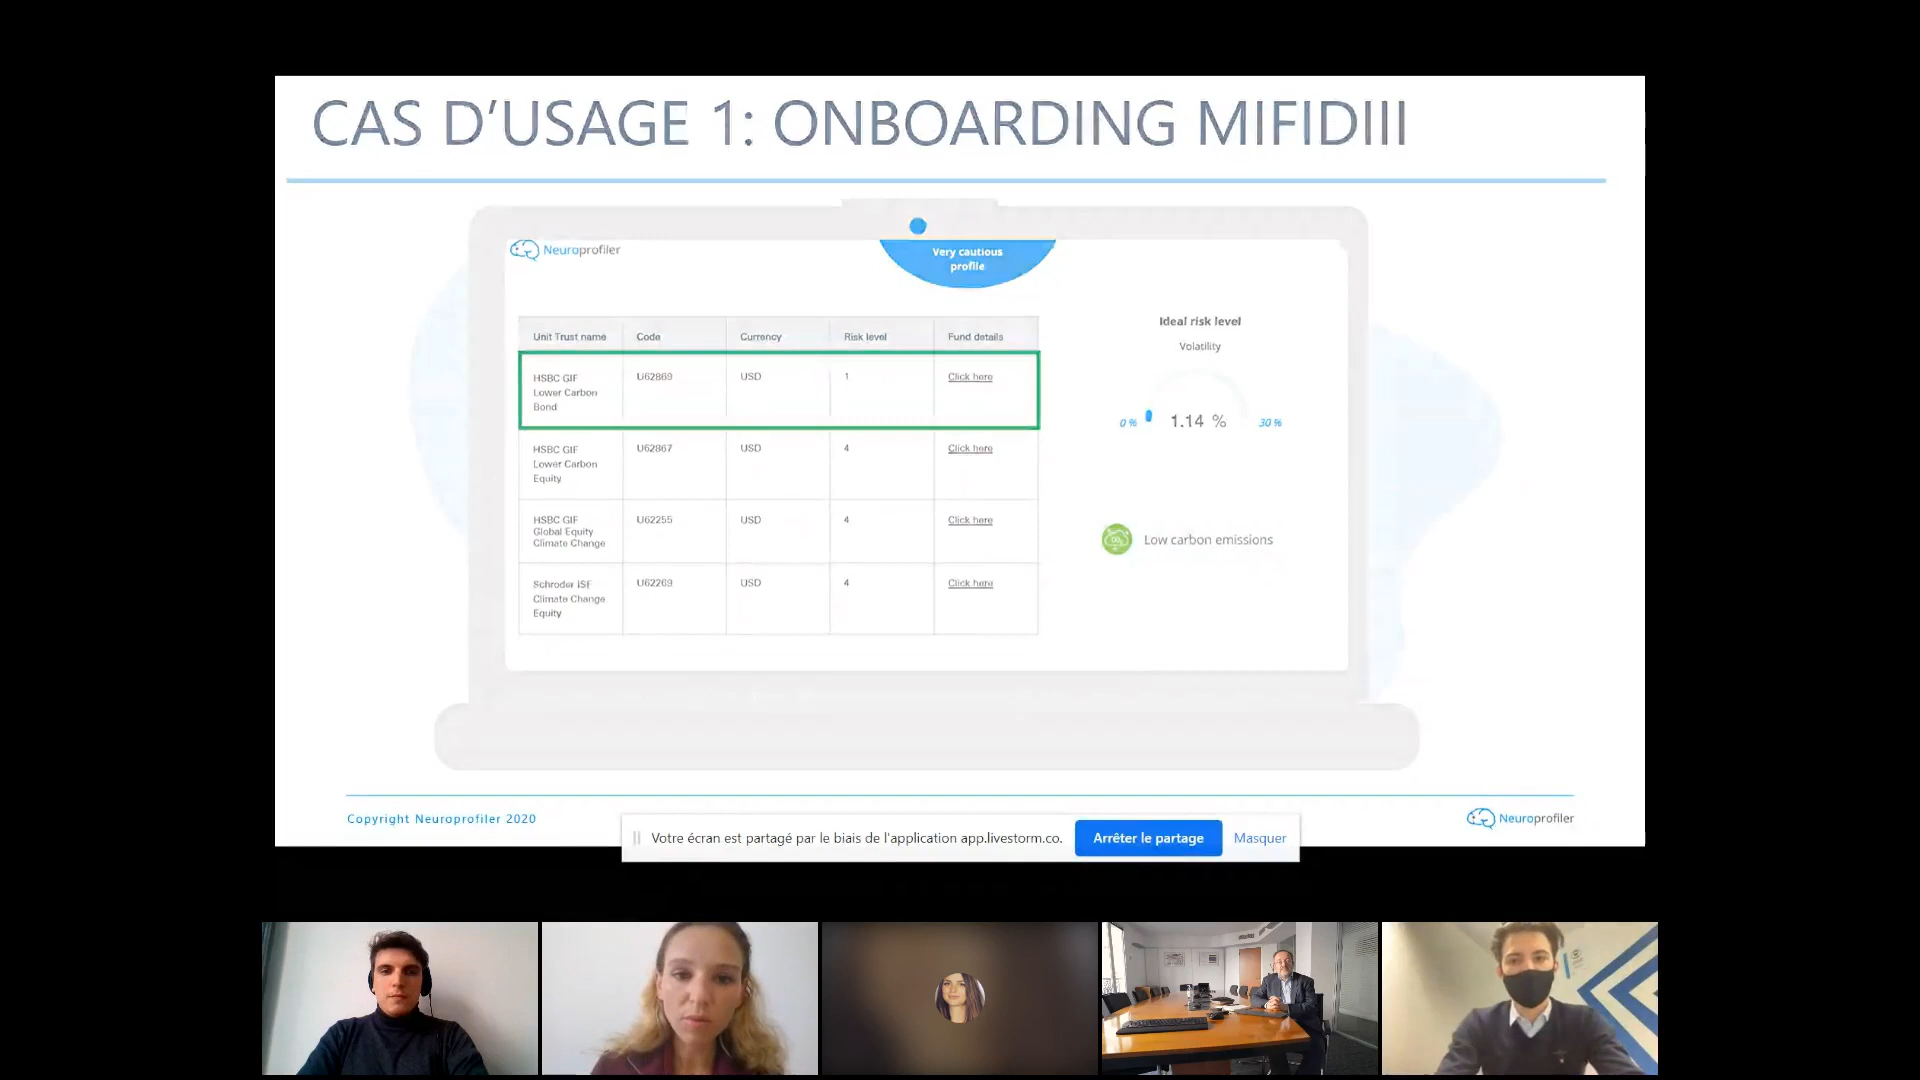 CAS D'USAGE 1: ONBOARDING MIFIDIII
Neuroprofiler
Very cautious
profile
Unit Trust name Code Currency Risk level Fund details
HSBC GIF
Lower Carbon
Bond
U62869 USD 1 Click here
HSBC GIF
Lower Carbon
Equity
U62867 USD 4 Click here
HSBC GIF
Global Equity
Climate Change
U62255 USD 4 Click here
Schroder ISF
Climate Change
Equity
U62269 USD 4 Click here
Ideal risk level
Volatility
0 % 1.14 % 30 %
Low carbon emissions
Copyright Neuroprofiler 2020
Neuroprofiler
Votre écran est partagé par le biais de l'application app.livestorm.co. Arrêter le partage Masquer